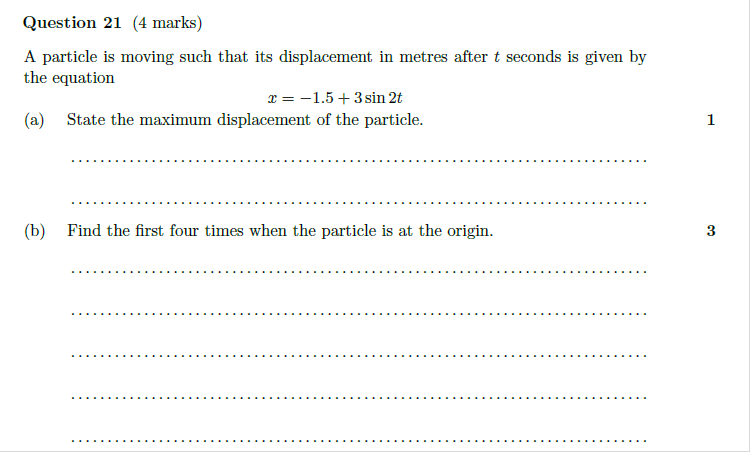 Question 21 (4 marks)
A particle is moving such that its displacement in metres after t seconds is given by
the equation
x = −1.5 + 3 sin 2t
(a) State the maximum displacement of the particle. 1
................................................................................
................................................................................
(b) Find the first four times when the particle is at the origin. 3
................................................................................
................................................................................
................................................................................
................................................................................
................................................................................